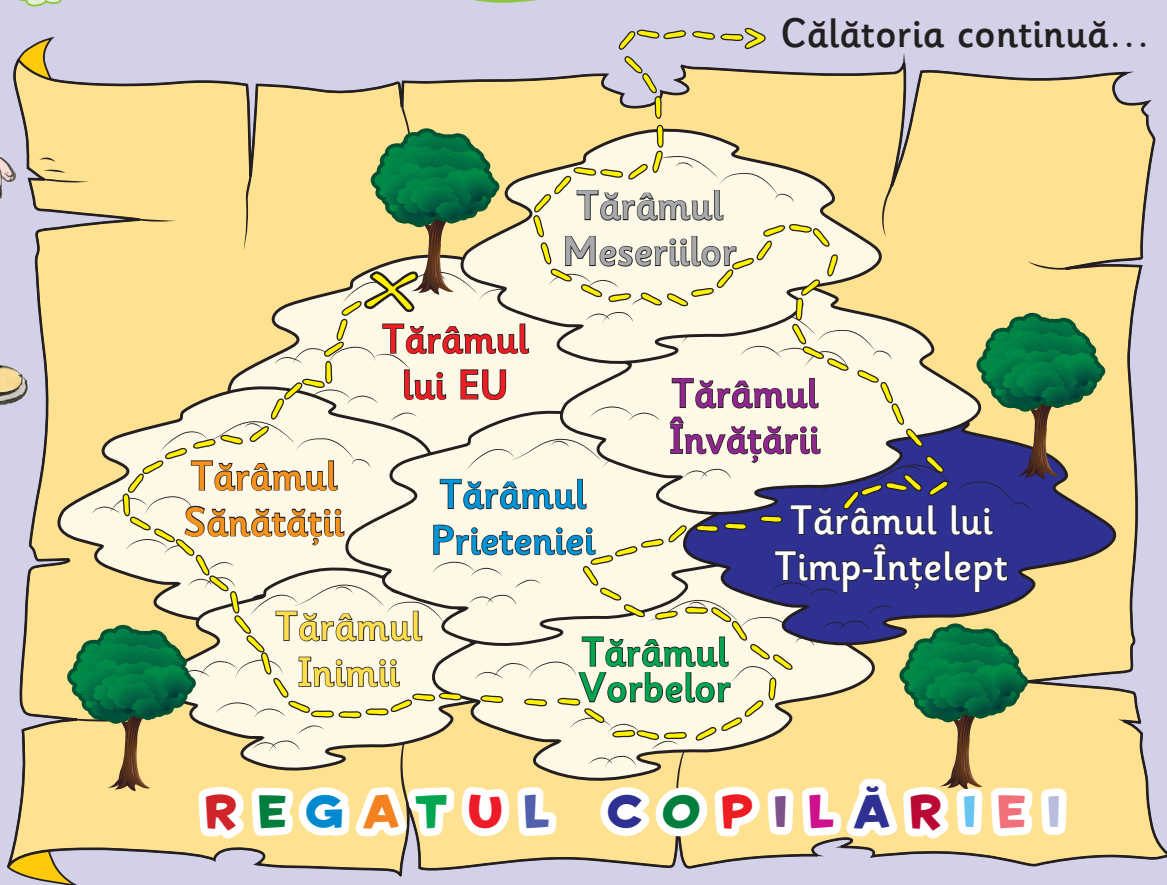 Călătoria continuă...
Tărâmul
Meseriilor
Tărâmul
lui EU
Tărâmul
Învățării
Tărâmul
Sănătății
Tărâmul
Prieteniei
Tărâmul lui
Timp-Înțelept
Tărâmul
Inimii
Tărâmul
Vorbelor
REGATUL COPILĂRIEI